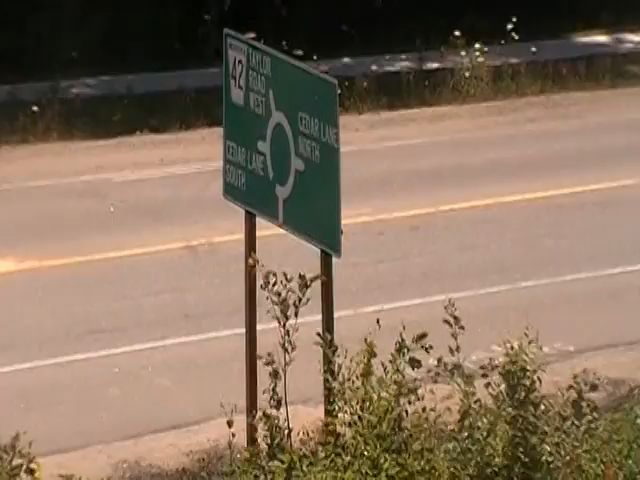 42
TAYLOR
ROAD
WEST
CEDAR LANE
NORTH
CEDAR LANE
SOUTH